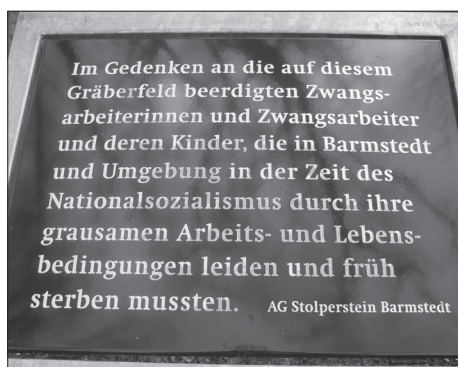 Im Gedenken an die auf diesem
Gräberfeld beerdigten Zwangs-
arbeiterinnen und Zwangsarbeiter
und deren Kinder, die in Barmstedt
und Umgebung in der Zeit des
Nationalsozialismus durch ihre
grausamen Arbeits- und Lebens-
bedingungen leiden und früh
sterben mussten. AG Stolperstein Barmstedt